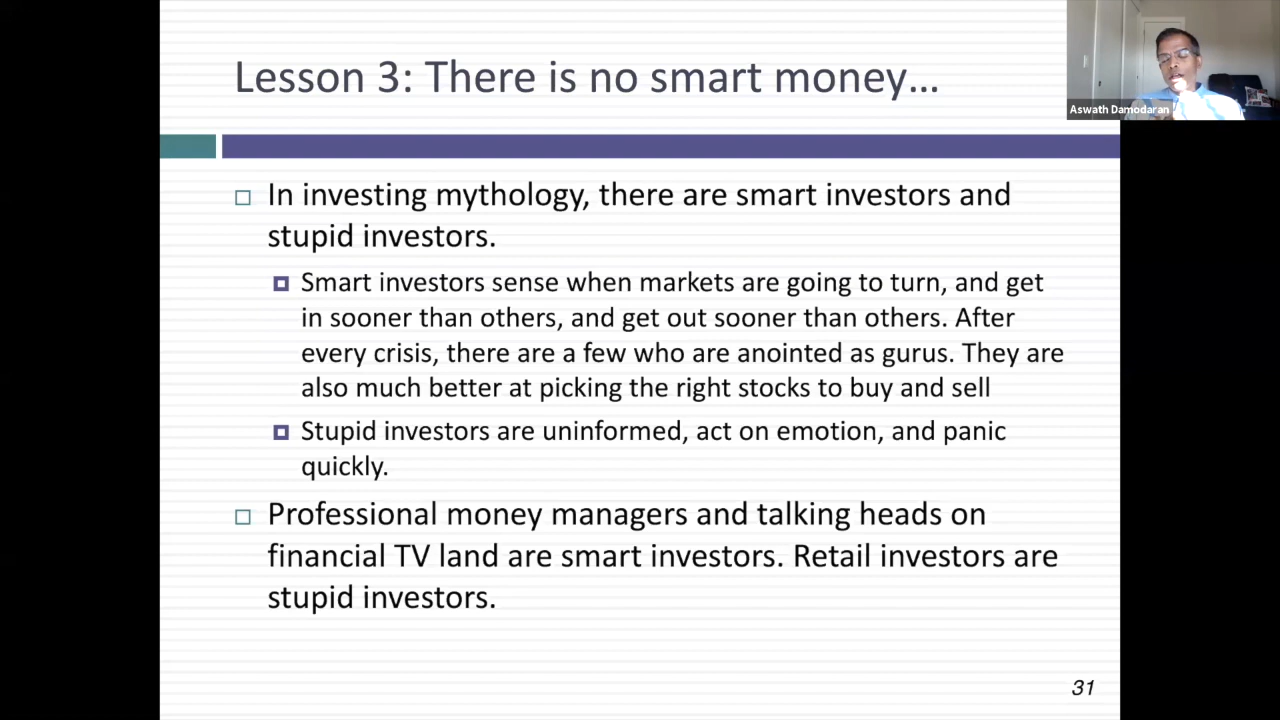 Lesson 3: There is no smart money…
Aswath Damodaran
In investing mythology, there are smart investors and
stupid investors.
Smart investors sense when markets are going to turn, and get
in sooner than others, and get out sooner than others. After
every crisis, there are a few who are anointed as gurus. They are
also much better at picking the right stocks to buy and sell
Stupid investors are uninformed, act on emotion, and panic
quickly.
Professional money managers and talking heads on
financial TV land are smart investors. Retail investors are
stupid investors.
31